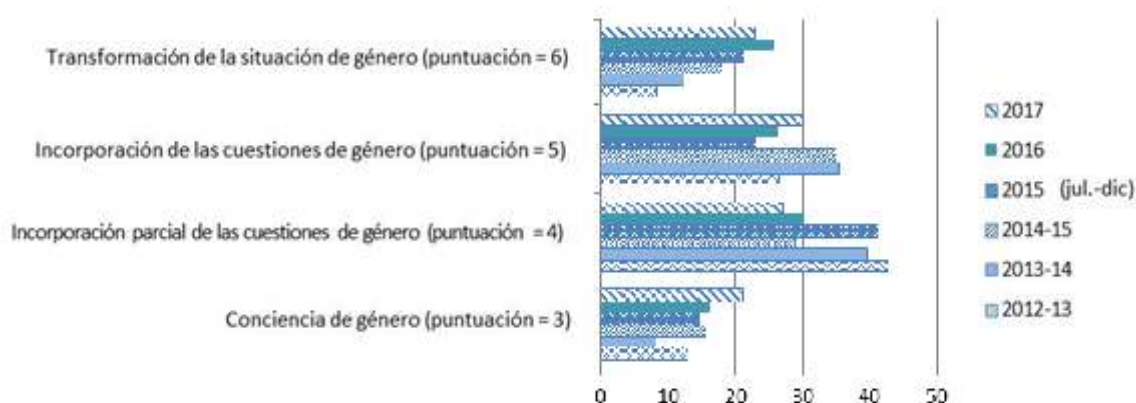 Transformación de la situación de género (puntuación = 6)
Incorporación de las cuestiones de género (puntuación = 5)
Incorporación parcial de las cuestiones de género (puntuación = 4)
Conciencia de género (puntuación = 3)
0 10 20 30 40 50
2017
2016
2015 (jul.-dic)
2014-15
2013-14
2012-13